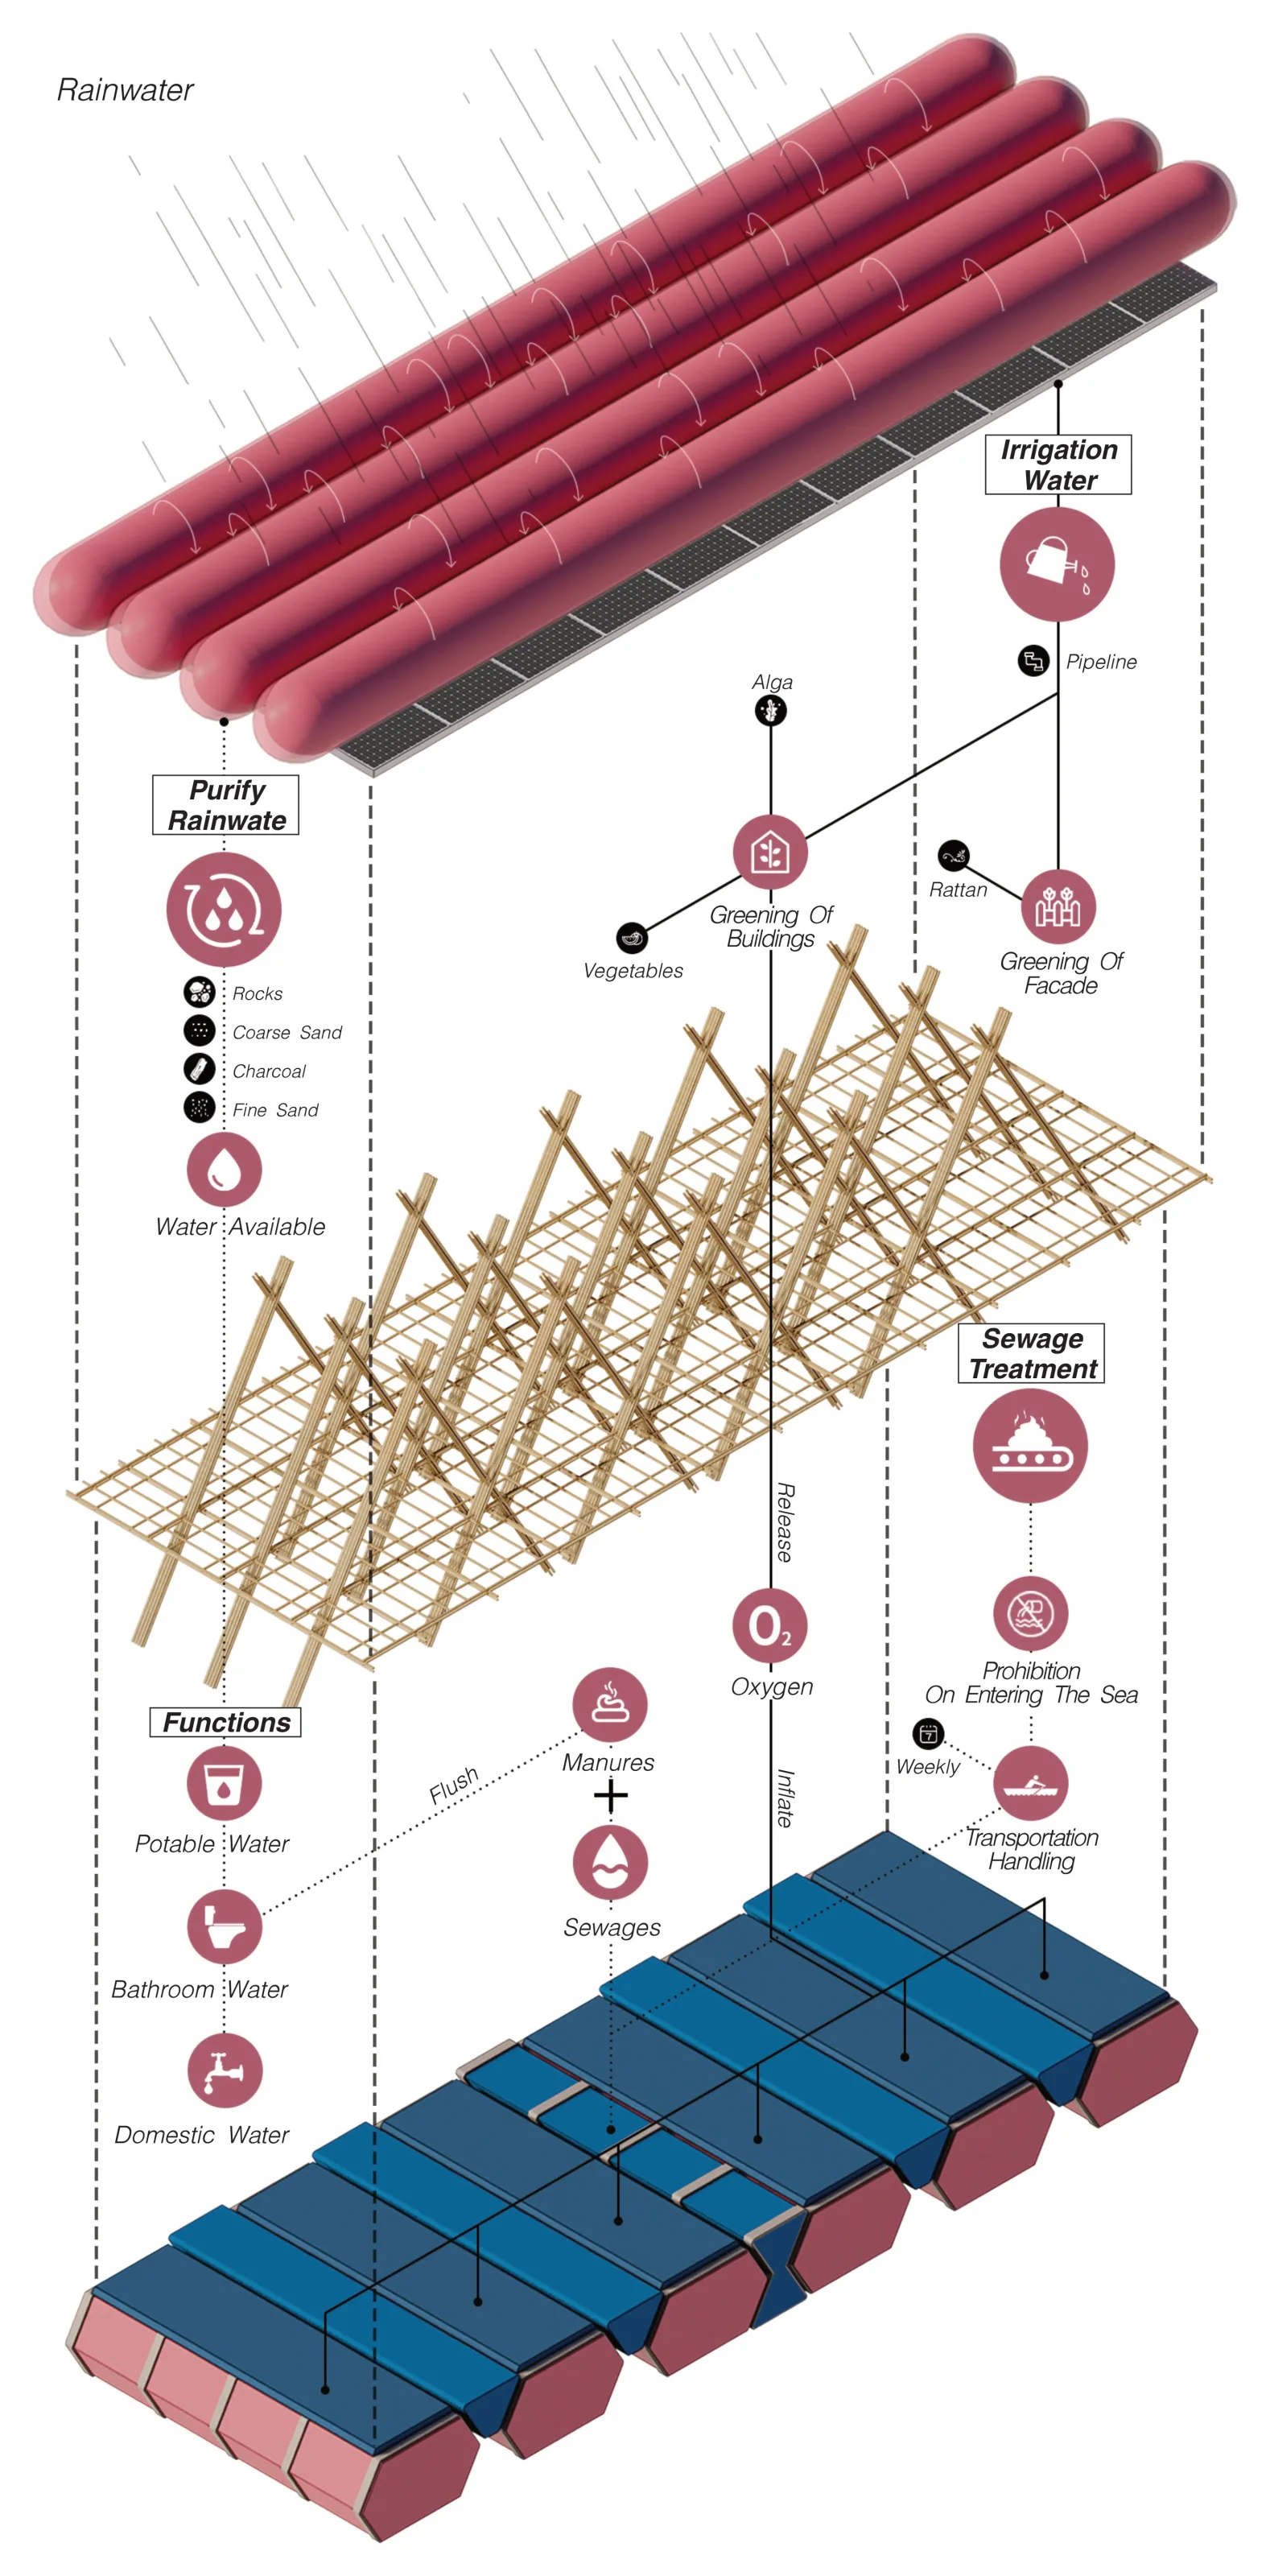 Rainwater
Irrigation
Water
Pipeline
Alga
Purify
Rainwate
Rattan
Greening Of
Buildings
Vegetables
Greening Of
Facade
Rocks
Coarse Sand
Charcoal
Fine Sand
Water Available
Sewage
Treatment
Release
O2
Oxygen
Prohibition
On Entering The Sea
Functions
Manures
+
7
Weekly
Flush
Inflate
Potable Water
Transportation
Handling
Sewages
Bathroom Water
Domestic Water